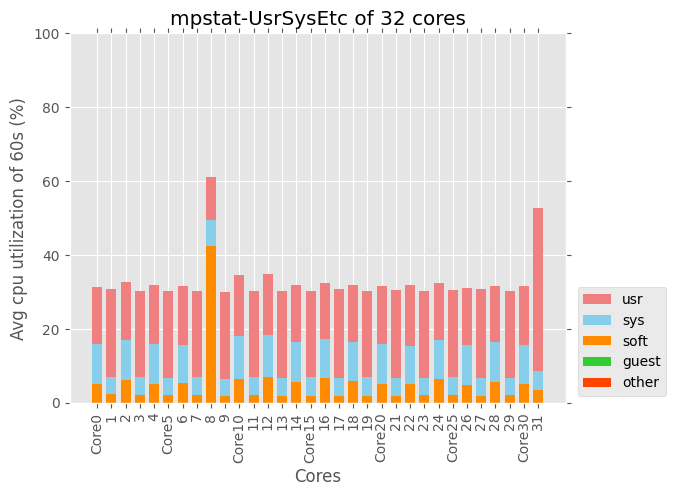 mpstat-UsrSysEtc of 32 cores
Avg cpu utilization of 60s (%)
100
80
60
40
20
0
Core0
1
2
3
4
Core5
6
7
8
9
Core10
11
12
13
14
Core15
16
17
18
19
Core20
21
22
23
24
Core25
26
27
28
29
Core30
31
Cores
usr
sys
soft
guest
other